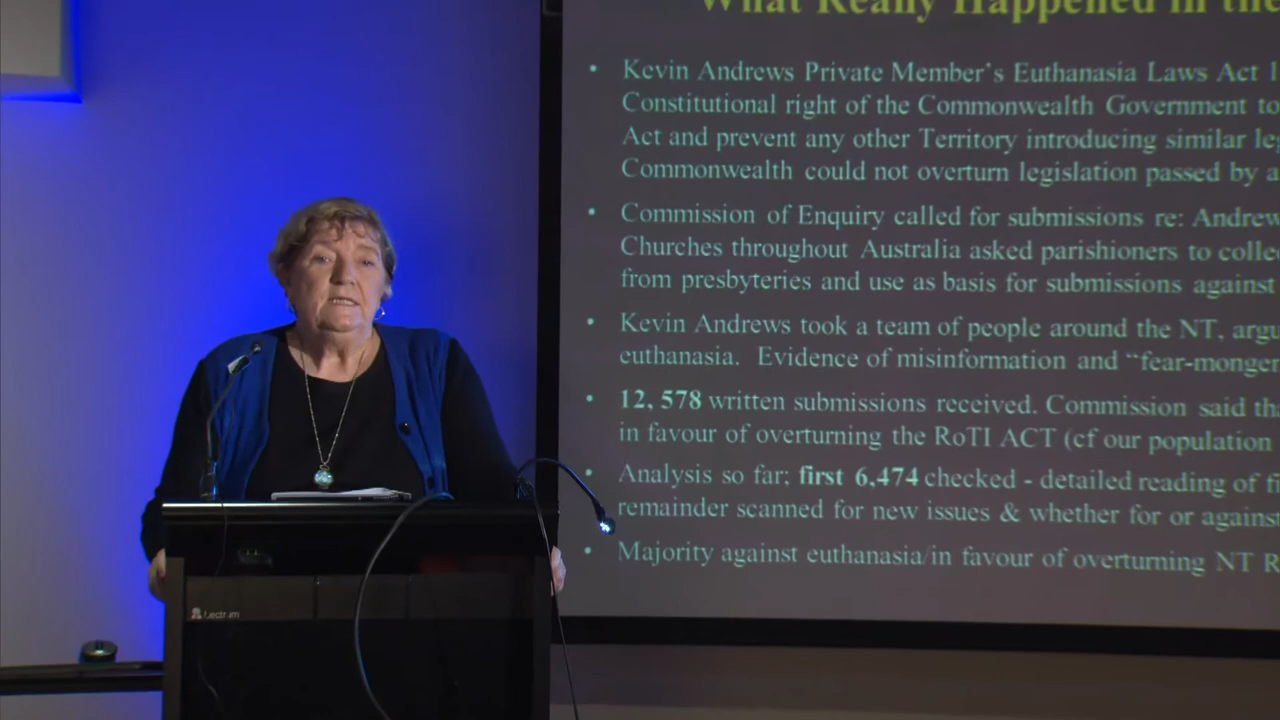 What Really Happened in the
• Kevin Andrews Private Member's Euthanasia Laws Act
Constitutional right of the Commonwealth Government to
Act and prevent any other Territory introducing similar
Commonwealth could not overturn legislation passed by a
• Commission of Enquiry called for submissions re:
Churches throughout Australia asked parishioners to
from presbyteries and use as basis for submissions against
• Kevin Andrews took a team of people around the NT,
euthanasia. Evidence of misinformation and
• 12, 578 written submissions received. Commission said
in favour of overturning the RoTI ACT (cf our population
• Analysis so far: first 6,474 checked - detailed reading of
remainder scanned for new issues & whether for or against
• Majority against euthanasia/in favour of overturning NT
Lectrum